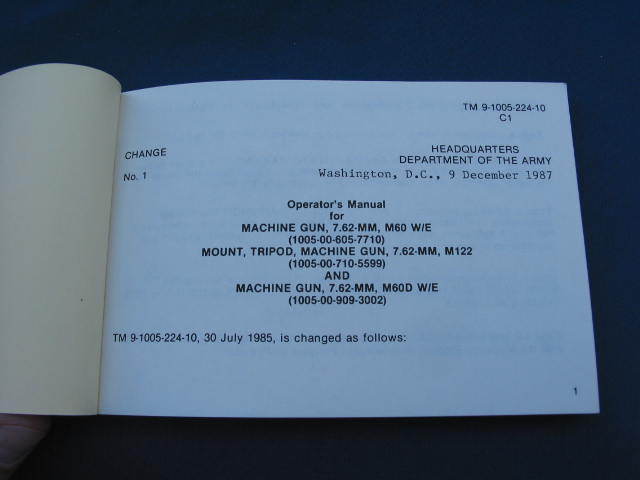 TM 9-1005-224-10
C1
CHANGE
No. 1
HEADQUARTERS
DEPARTMENT OF THE ARMY
Washington, D.C., 9 December 1987
Operator's Manual
for
MACHINE GUN, 7.62-MM, M60 W/E
(1005-00-605-7710)
MOUNT, TRIPOD, MACHINE GUN, 7.62-MM, M122
(1005-00-710-5599)
AND
MACHINE GUN, 7.62-MM, M60D W/E
(1005-00-909-3002)
TM 9-1005-224-10, 30 July 1985, is changed as follows:
1